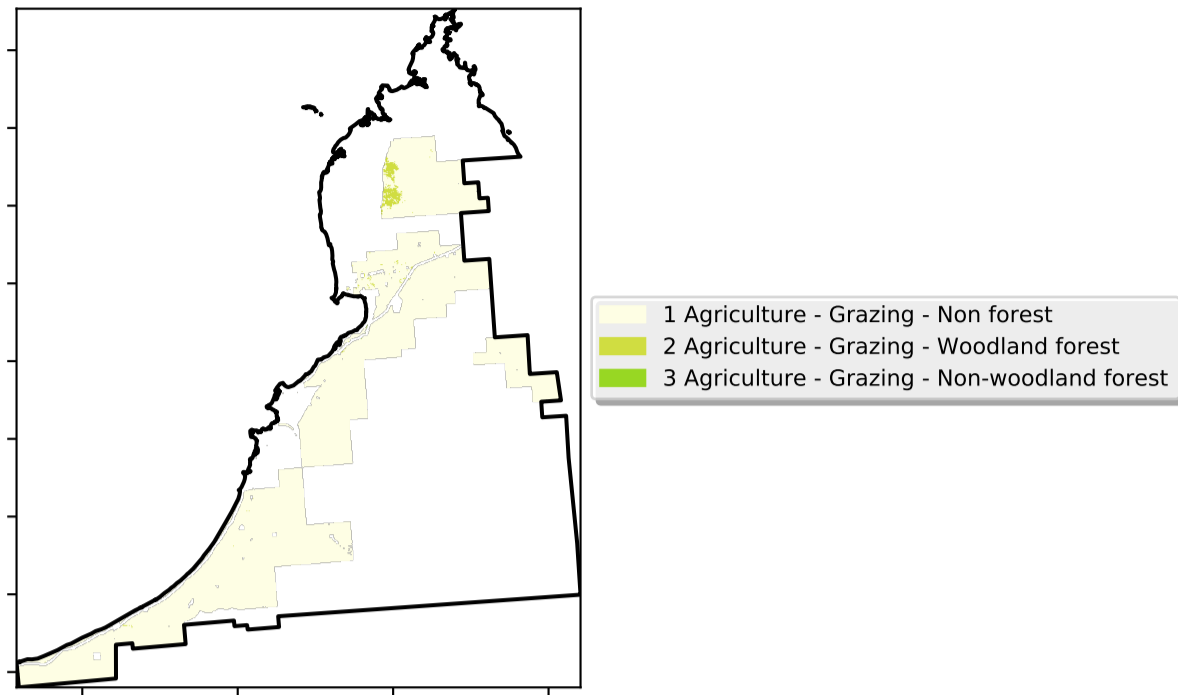 1 Agriculture - Grazing - Non forest
2 Agriculture - Grazing - Woodland forest
3 Agriculture - Grazing - Non-woodland forest